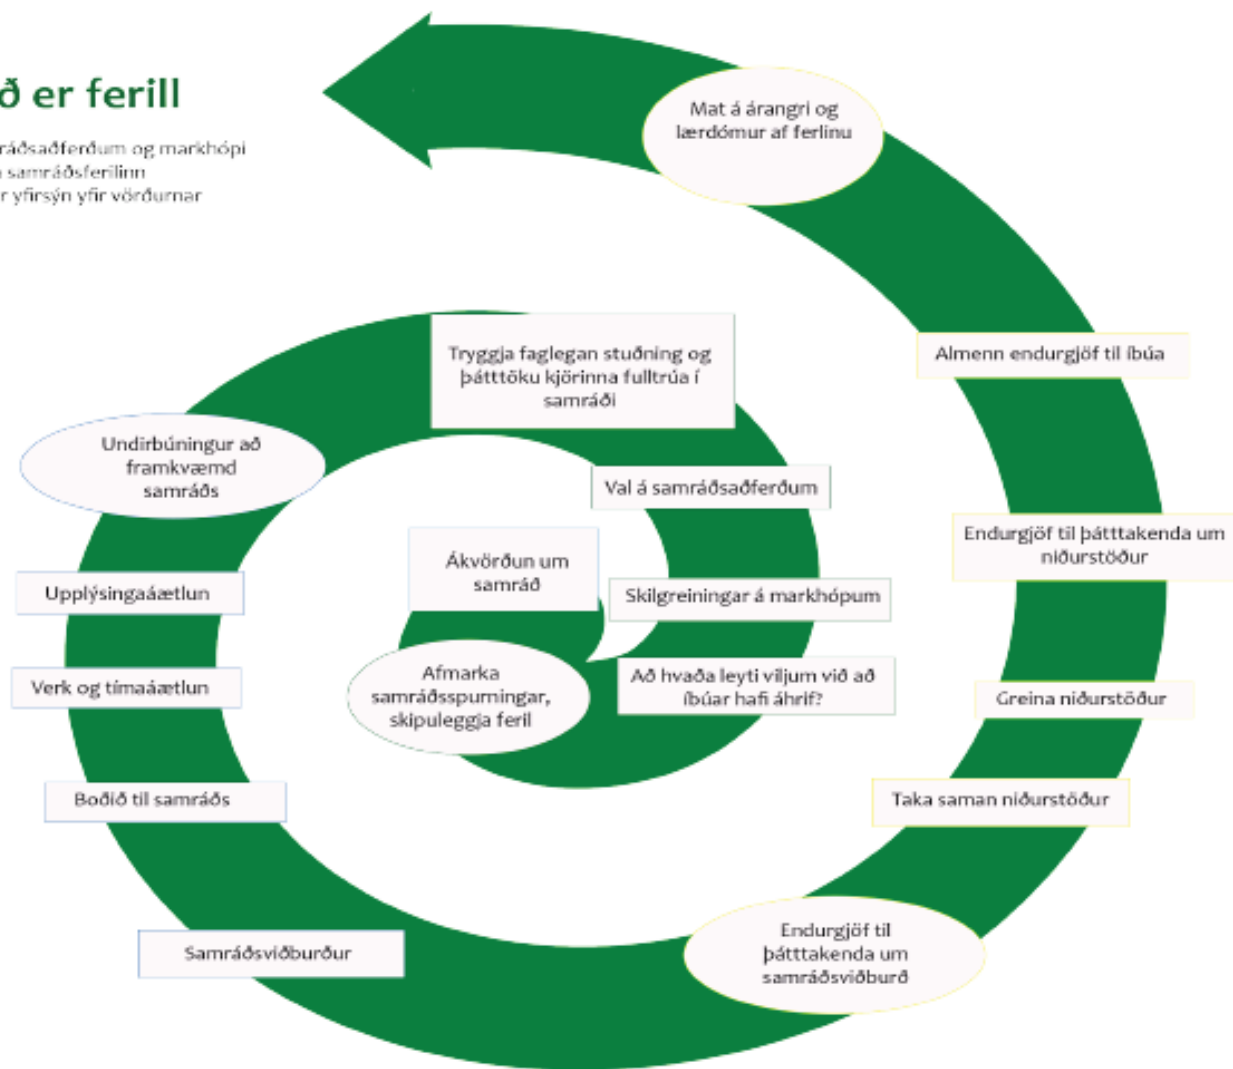 ð er ferill
ráðsaðferðum og markhópi
samráðsferilinn
r yfirsýn yfir vörðurnar
Mat á árangri og
lærdómur af ferlinu
Almenn endurgjöf til íbúa
Endurgjöf til þátttakenda um
niðurstöður
Greina niðurstöður
Taka saman niðurstöður
Endurgjöf til
þátttakenda um
samráðsviðburð
Samráðsviðburður
Boðið til samráðs
Verk og tímaáætlun
Upplýsingaáætlun
Undirbúningur að
framkvæmd
samráðs
Tryggja faglegan stuðning og
þátttöku kjörinna fulltrúa í
samráði
Val á samráðsaðferðum
Skilgreiningar á markhópum
Að hvaða leyti viljum við að
íbúar hafi áhrif?
Afmarka
samráðsspurningar,
skipuleggja feril
Ákvörðun um
samráð